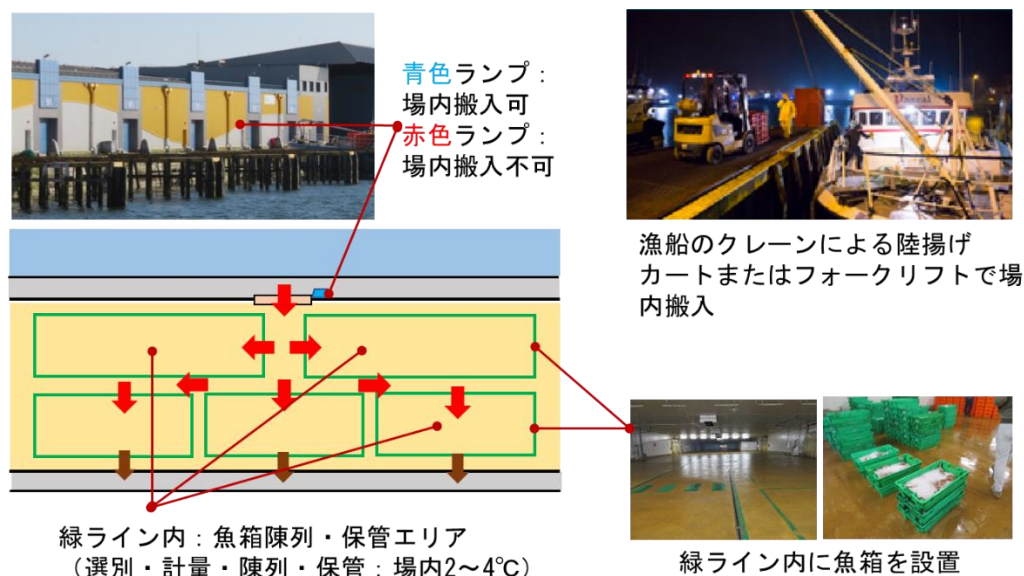 青色ランプ：
場内搬入可
赤色ランプ：
場内搬入不可
漁船のクレーンによる陸揚げ
カートまたはフォークリフトで場
内搬入
緑ライン内：魚箱陳列・保管エリア
（選別・計量・陳列・保管：場内2～4℃）
緑ライン内に魚箱を設置